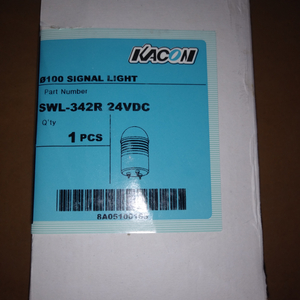 KACON
Ø100 SIGNAL LIGHT
Part Number
SWL-342R 24VDC
Q'ty
1 PCS